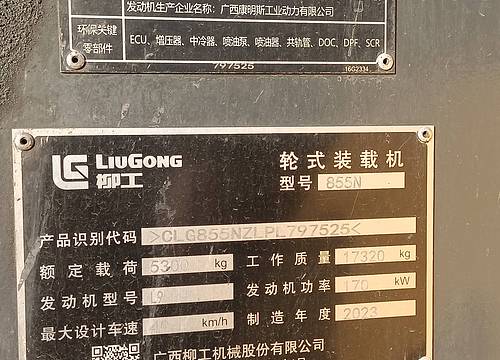 发动机生产企业名称：广西康明斯工业动力有限公司
环保关键零部件
ECU、增压器、中冷器、喷油泵、喷油器、共轨管、DOC、DPF、SCR
797525
16G2334
LIUGONG
柳工
轮式装载机
型号 855N
产品识别代码 >CLG855NZLPL797525<
额定载荷 kg 工作质量 17320 kg
发动机型号 L9 发动机功率 170 kW
最大设计车速 km/h 制造年度 2023
广西柳工机械股份有限公司